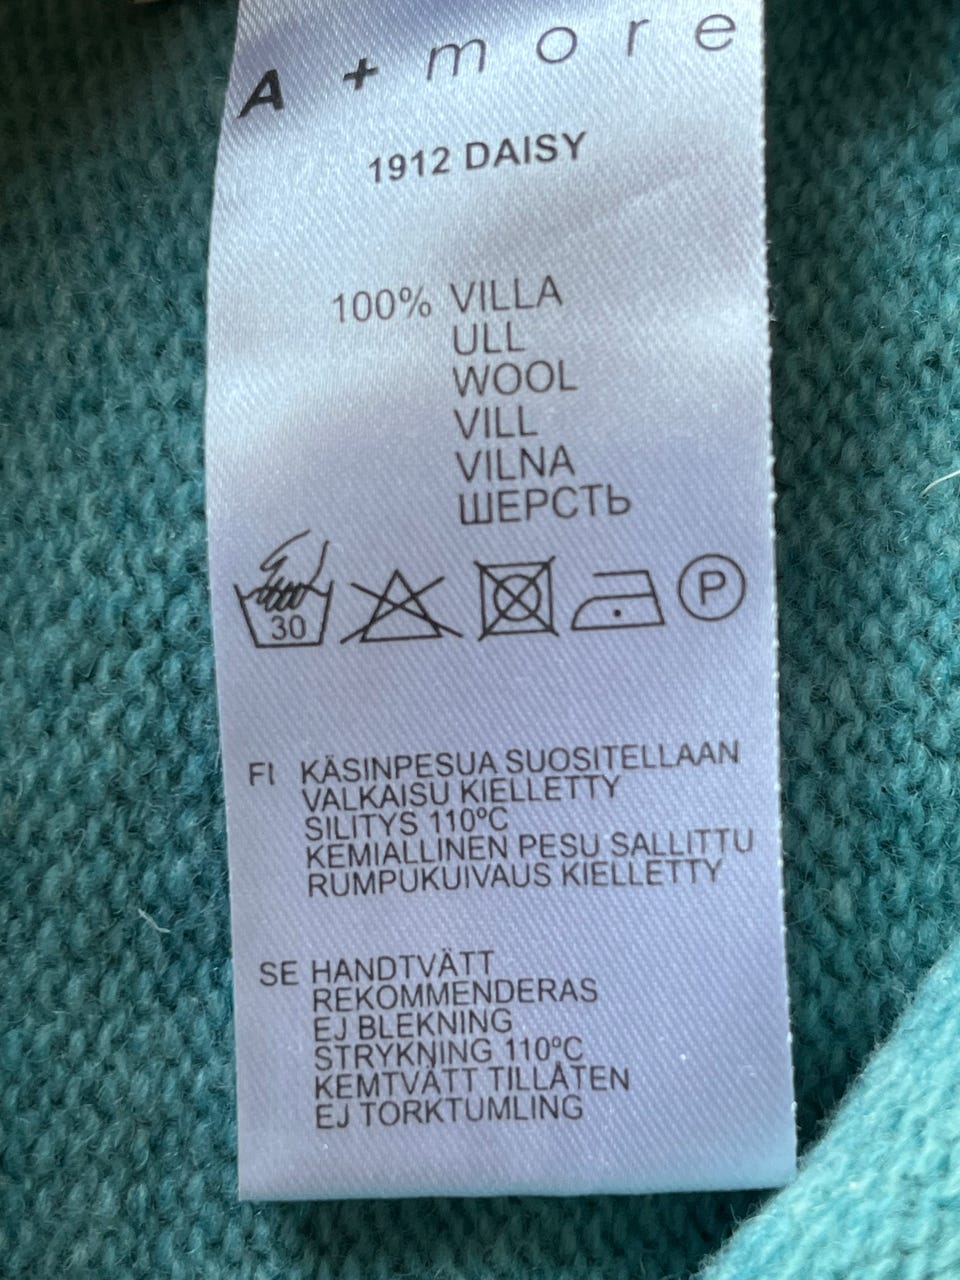 A + more
1912 DAISY
100% VILLA
ULL
WOOL
VILL
VILNA
ШЕРСТЬ
30 P
FI KÄSINPESUA SUOSITELLAAN
VALKAISU KIELLETTY
SILITYS 110ºC
KEMIALLINEN PESU SALLITTU
RUMPUKUIVAUS KIELLETTY
SE HANDTVÄTT
REKOMMENDERAS
EJ BLEKNING
STRYKNING 110ºC
KEMTVÄTT TILLÅTEN
EJ TORKTUMLING